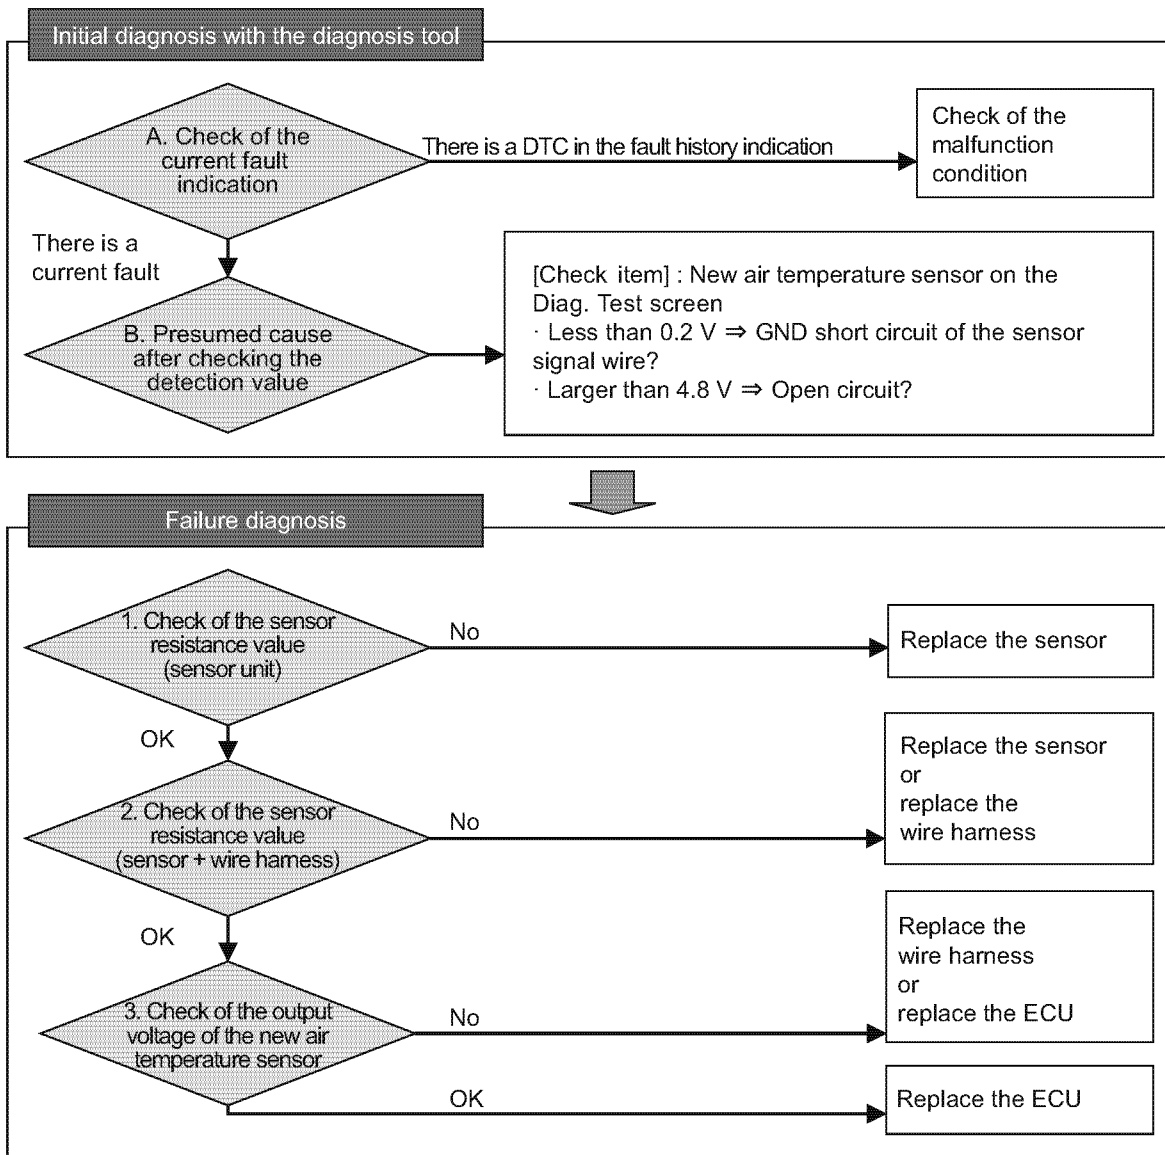 Initial diagnosis with the diagnosis tool
A. Check of the
current fault
indication
There is a DTC in the fault history indication
Check of the
malfunction
condition
There is a
current fault
B. Presumed cause
after checking the
detection value
[Check item] : New air temperature sensor on the
Diag. Test screen
· Less than 0.2 V ⇒ GND short circuit of the sensor
signal wire?
· Larger than 4.8 V ⇒ Open circuit?
Failure diagnosis
1. Check of the sensor
resistance value
(sensor unit)
No
Replace the sensor
OK
2. Check of the sensor
resistance value
(sensor + wire harness)
No
Replace the sensor
or
replace the
wire harness
OK
3. Check of the output
voltage of the new air
temperature sensor
No
Replace the
wire harness
or
replace the ECU
OK
Replace the ECU